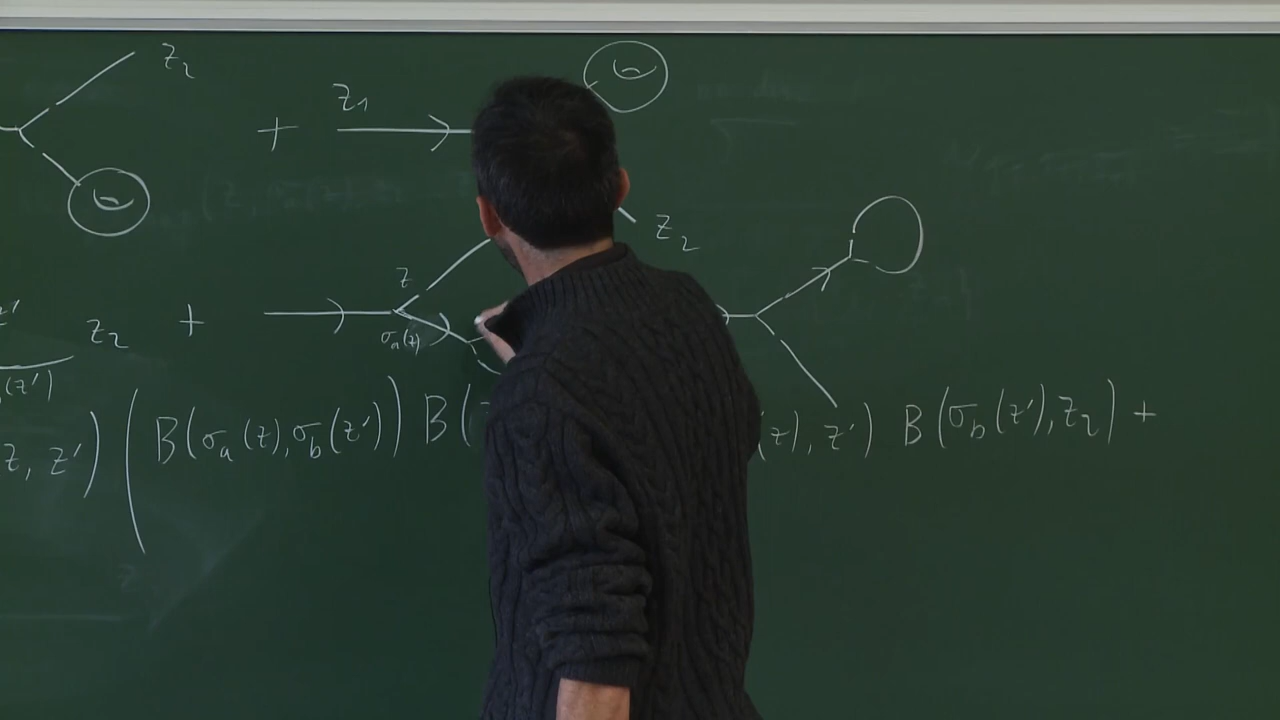 z₂ + z₁
z₂
z
z' z₂ + σₐ(z)
(z')
z, z') ( B(σₐ(z), σ_b(z')) B(z (z), z') B(σ_b(z'), z₂) +